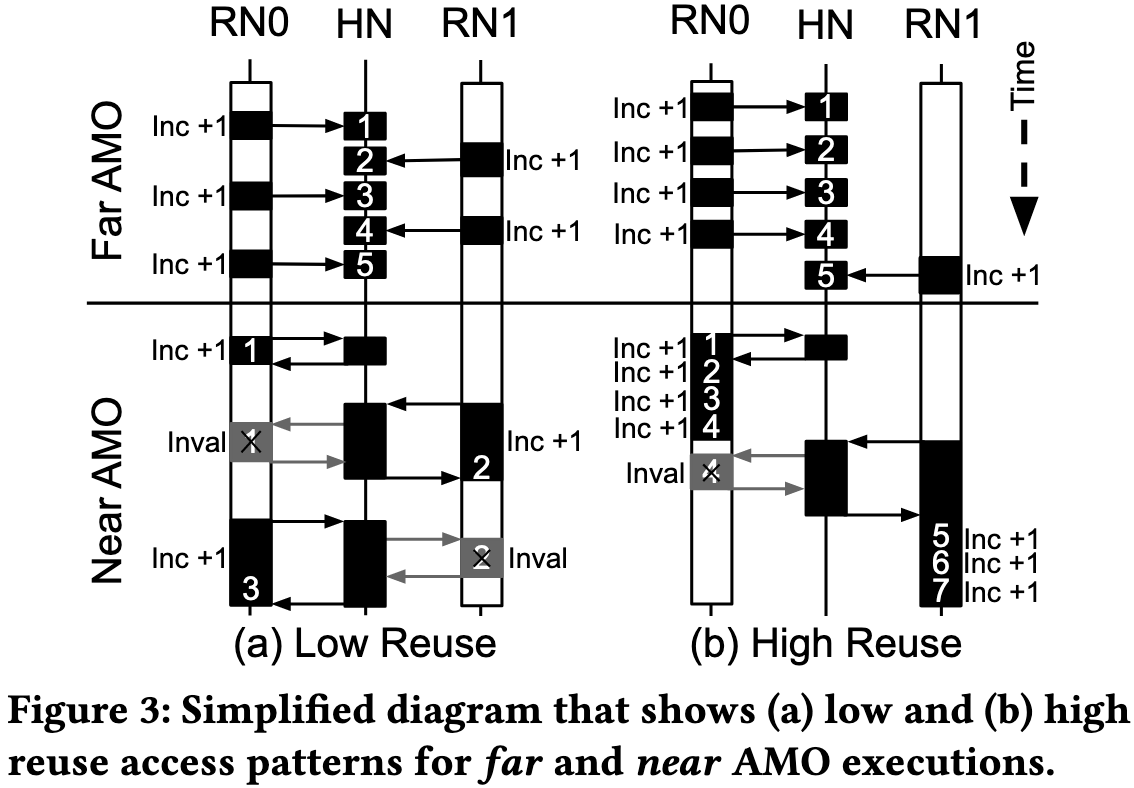 RN0 HN RN1
RN0 HN RN1
Time
Far AMO
Inc +1 1
2 Inc +1
Inc +1 3
4 Inc +1
Inc +1 5
Inc +1 1
Inc +1 2
Inc +1 3
Inc +1 4
5 Inc +1
Near AMO
Inc +1 1
Inval 1
Inc +1
2
2 Inval
Inc +1
3
Inc +1 1
Inc +1 2
Inc +1 3
Inc +1 4
Inval 4
5 Inc +1
6 Inc +1
7 Inc +1
(a) Low Reuse
(b) High Reuse
Figure 3: Simplified diagram that shows (a) low and (b) high
reuse access patterns for far and near AMO executions.